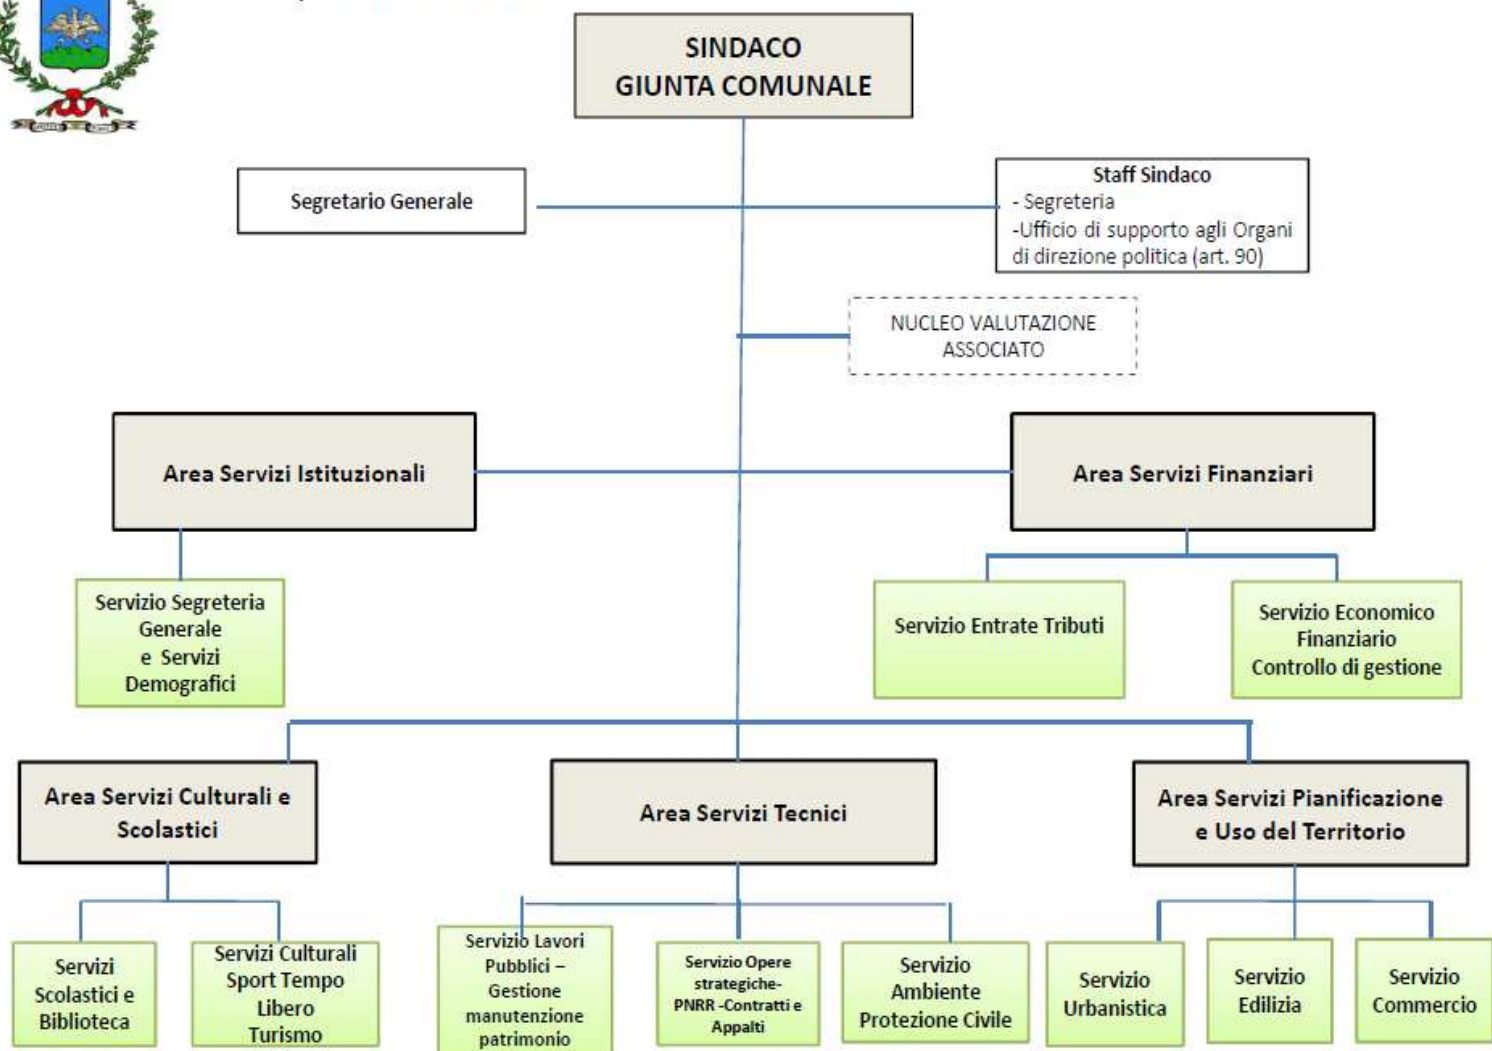 SINDACO
GIUNTA COMUNALE
Segretario Generale
Staff Sindaco
- Segreteria
-Ufficio di supporto agli Organi
di direzione politica (art. 90)
NUCLEO VALUTAZIONE
ASSOCIATO
Area Servizi Istituzionali
Area Servizi Finanziari
Servizio Segreteria
Generale
e Servizi
Demografici
Servizio Entrate Tributi
Servizio Economico
Finanziario
Controllo di gestione
Area Servizi Culturali e
Scolastici
Area Servizi Tecnici
Area Servizi Pianificazione
e Uso del Territorio
Servizi
Scolastici e
Biblioteca
Servizi Culturali
Sport Tempo
Libero
Turismo
Servizio Lavori
Pubblici –
Gestione
manutenzione
patrimonio
Servizio Opere
strategiche-
PNRR -Contratti e
Appalti
Servizio
Ambiente
Protezione Civile
Servizio
Urbanistica
Servizio
Edilizia
Servizio
Commercio